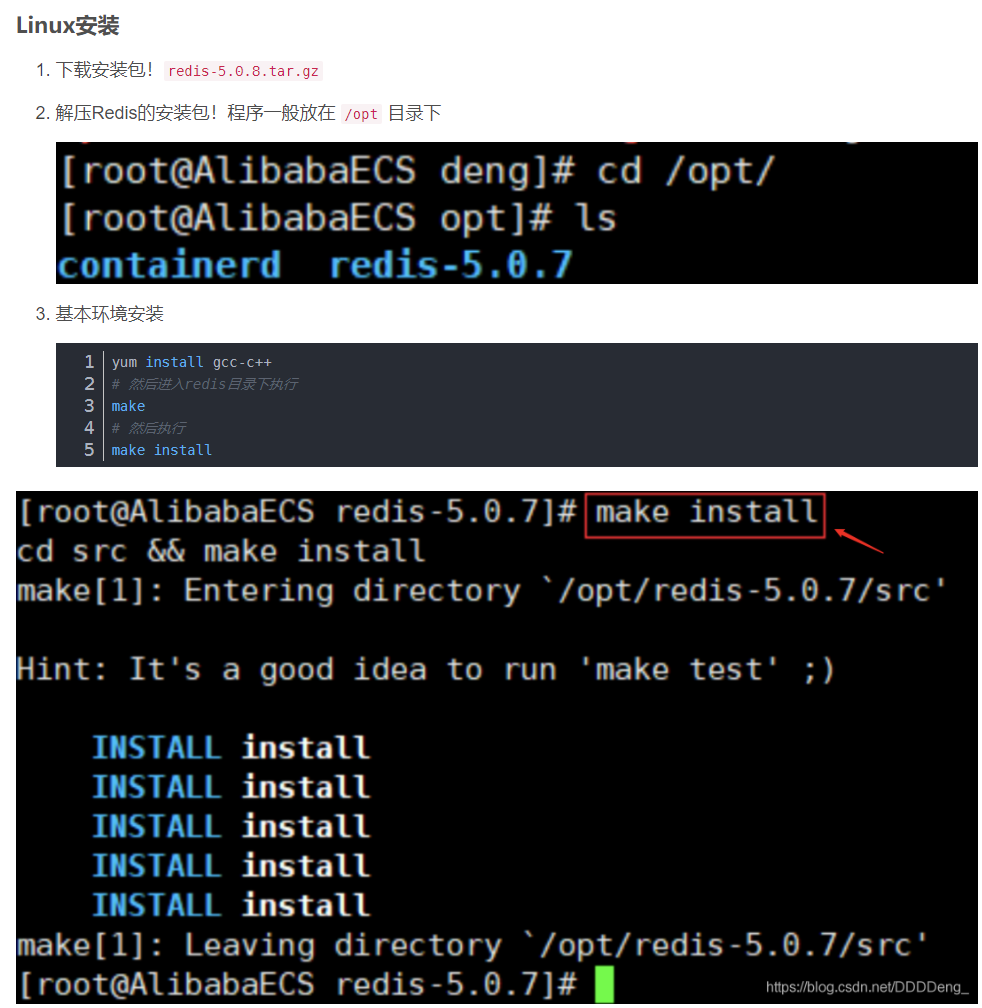 Linux安装
1. 下载安装包！ redis-5.0.8.tar.gz
2. 解压Redis的安装包！程序一般放在 /opt 目录下
[root@AlibabaECS deng]# cd /opt/
[root@AlibabaECS opt]# ls
containerd  redis-5.0.7
3. 基本环境安装
1 yum install gcc-c++
2 # 然后进入redis目录下执行
3 make
4 # 然后执行
5 make install
[root@AlibabaECS redis-5.0.7]# make install
cd src && make install
make[1]: Entering directory `/opt/redis-5.0.7/src'
Hint: It's a good idea to run 'make test' ;)
INSTALL install
INSTALL install
INSTALL install
INSTALL install
INSTALL install
make[1]: Leaving directory `/opt/redis-5.0.7/src'
[root@AlibabaECS redis-5.0.7]#
https://blog.csdn.net/DDDDeng_